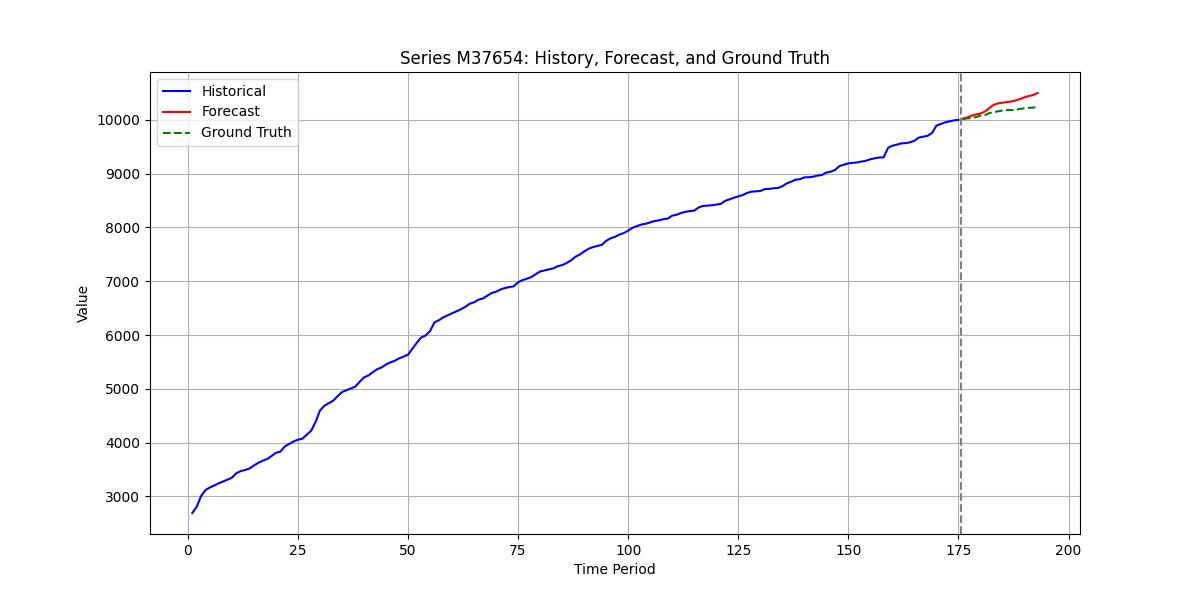 Series M37654: History, Forecast, and Ground Truth
Historical
Forecast
Ground Truth
10000
9000
8000
7000
6000
5000
4000
3000
Value
0 25 50 75 100 125 150 175 200
Time Period